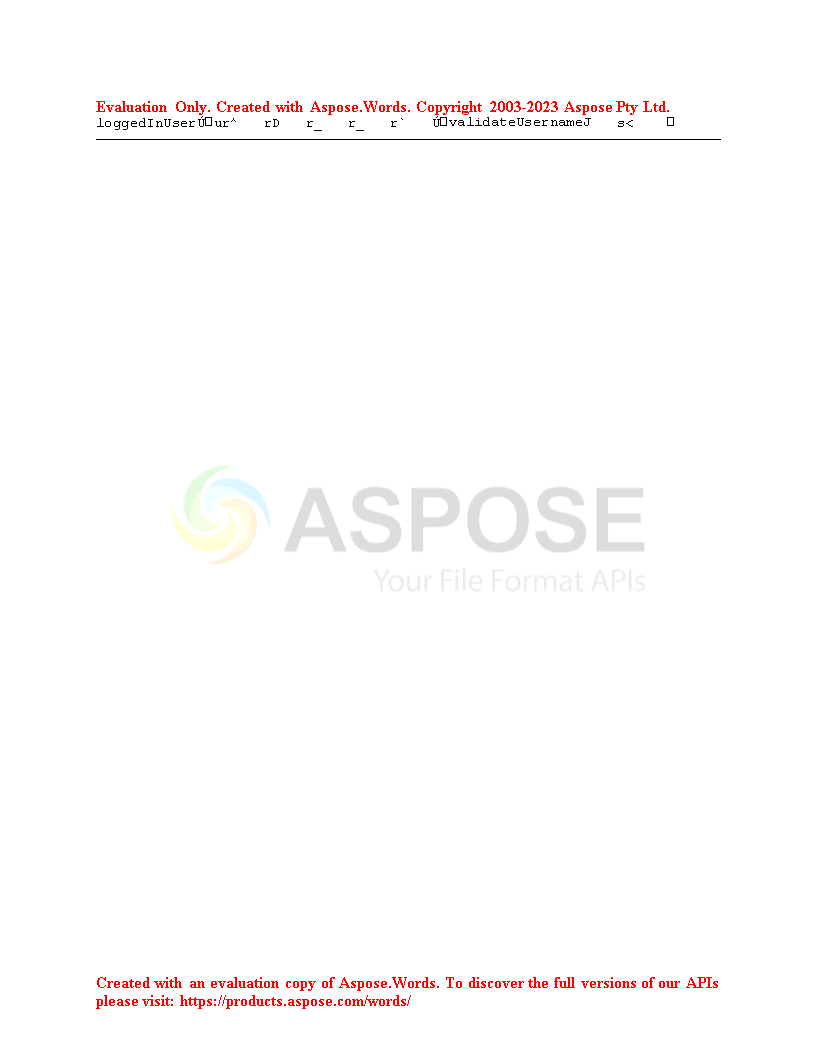 Evaluation Only. Created with Aspose.Words. Copyright 2003-2023 Aspose Pty Ltd.
loggedInUserÚ□ur^ rD r_ r_ r` Ú□validateUsernameJ s< □
ASPOSE
Your File Format APIs
Created with an evaluation copy of Aspose.Words. To discover the full versions of our APIs
please visit: https://products.aspose.com/words/